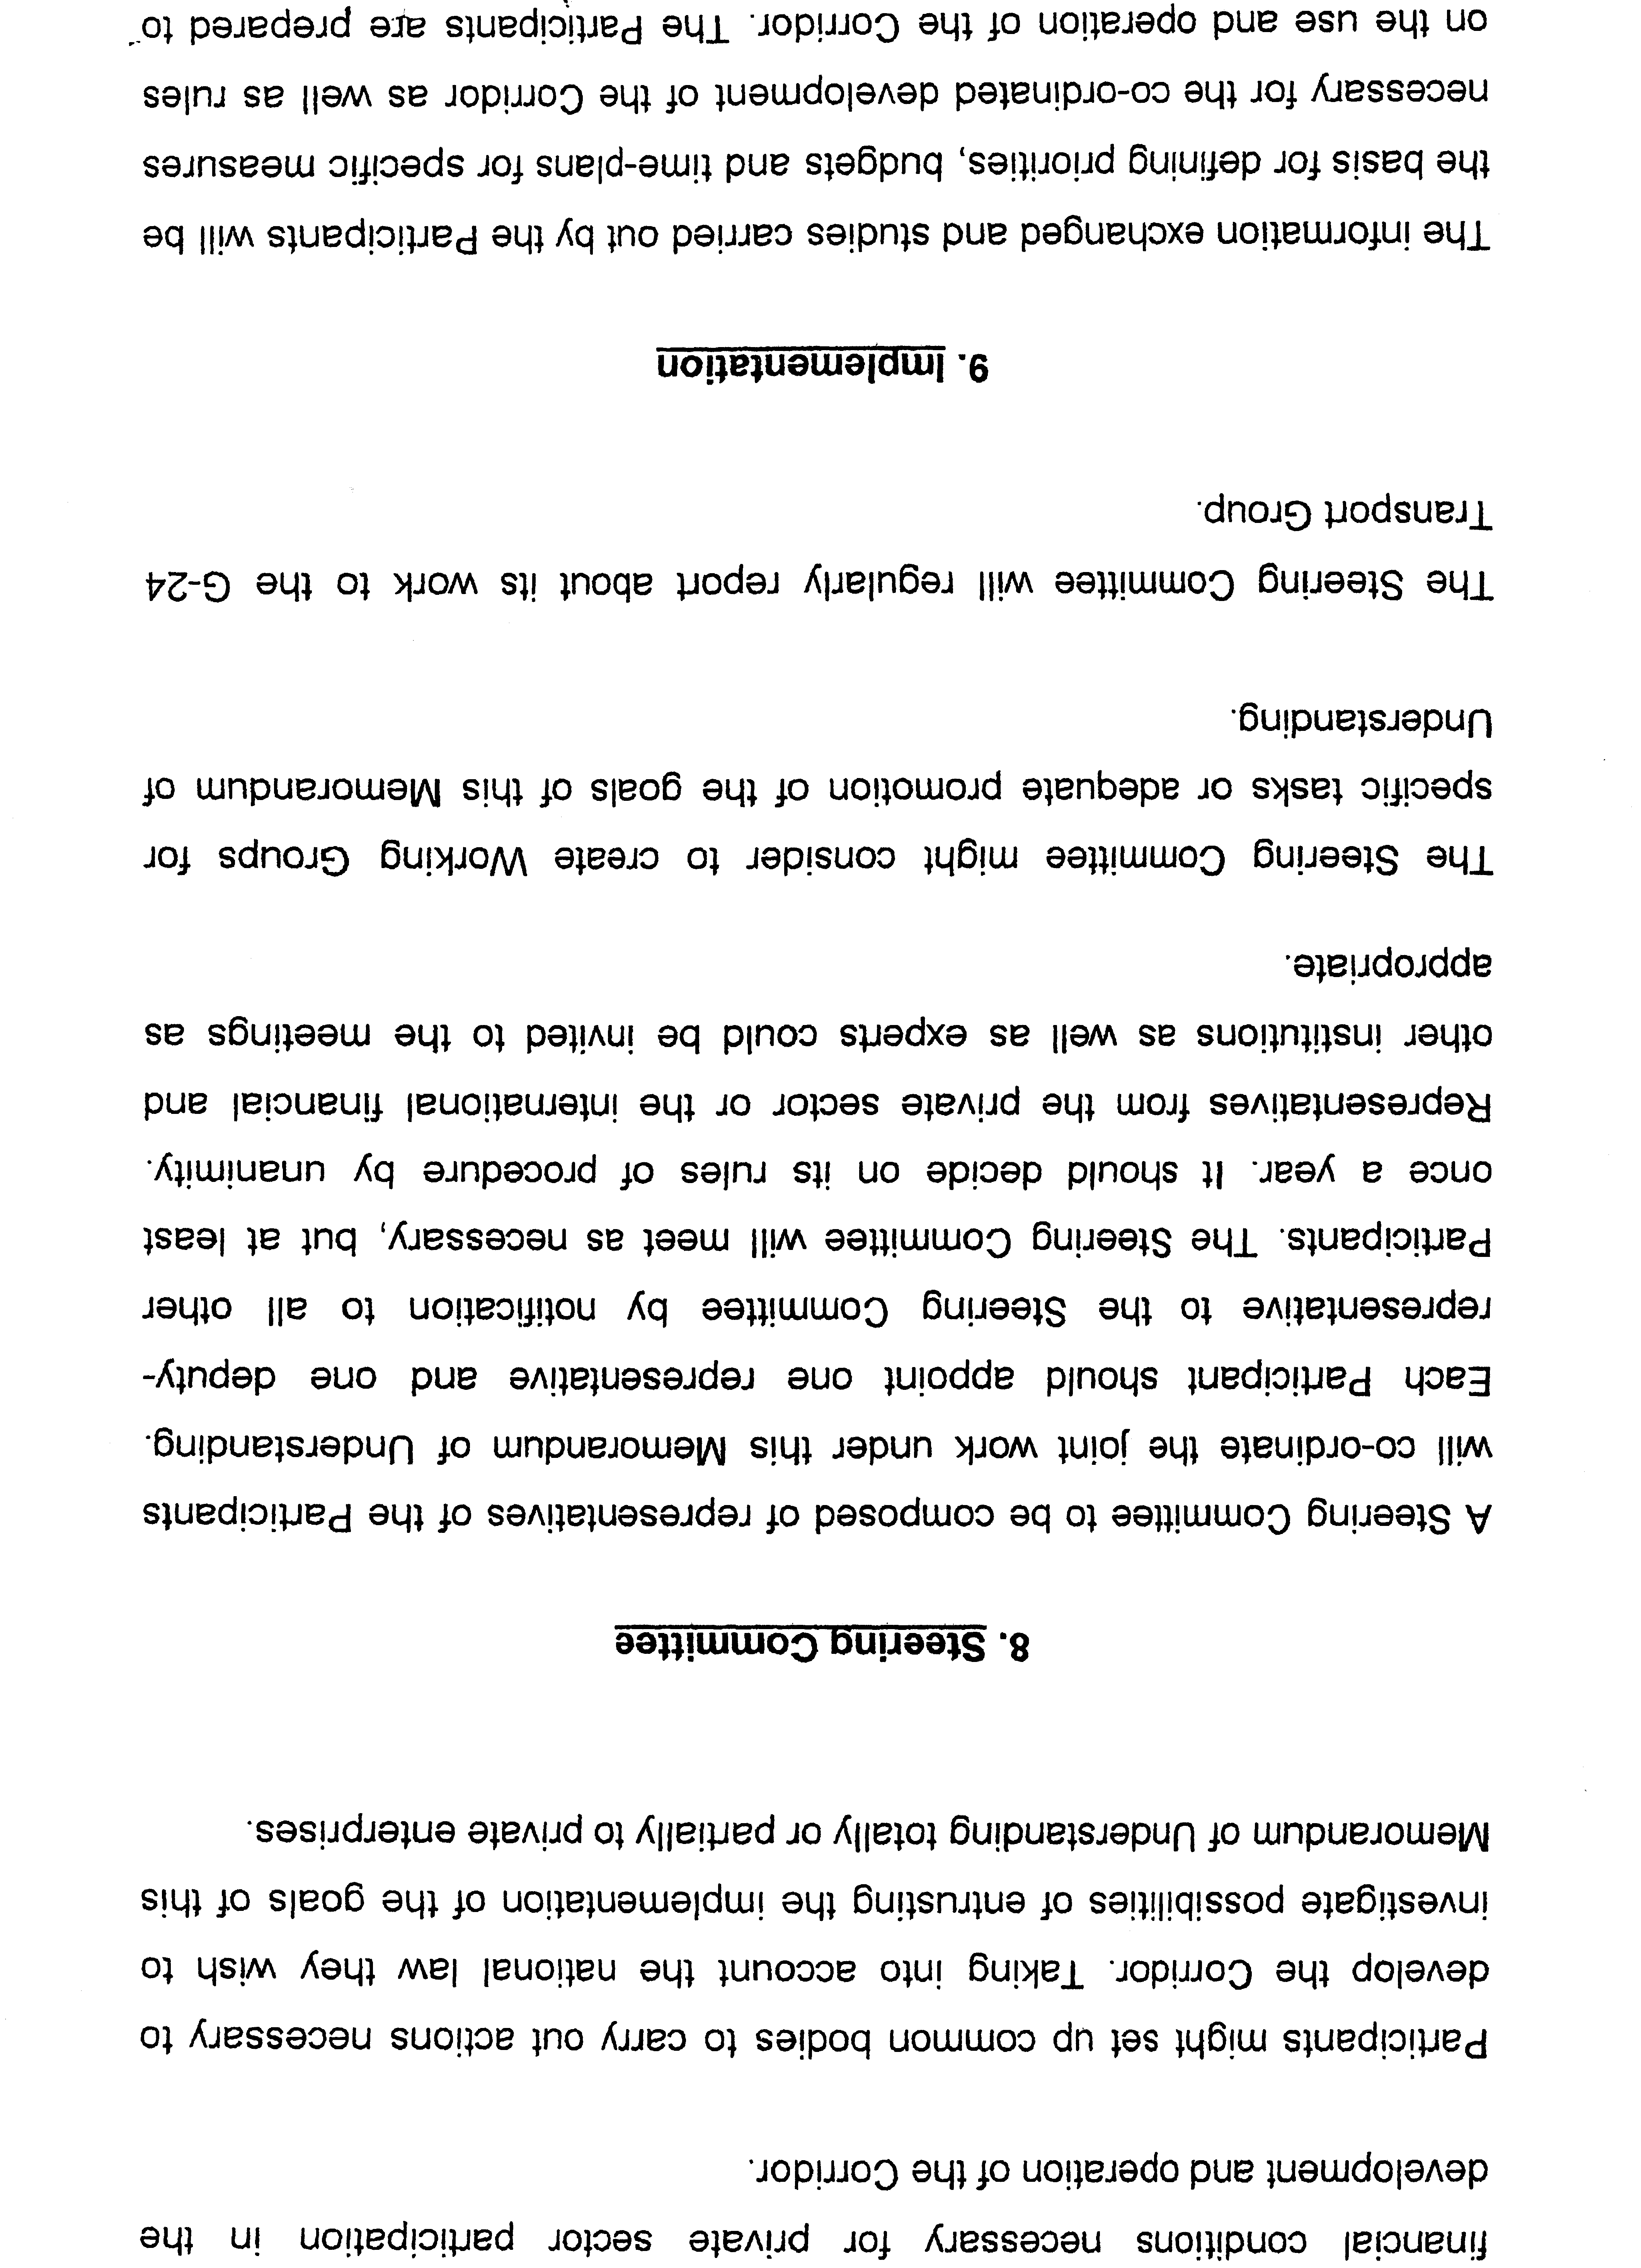 financial conditions necessary for private sector participation in the
development and operation of the Corridor.
Participants might set up common bodies to carry out actions necessary to
develop the Corridor. Taking into account the national law they wish to
investigate possibilities of entrusting the implementation of the goals of this
Memorandum of Understanding totally or partially to private enterprises.
8. Steering Committee
A Steering Committee to be composed of representatives of the Participants
will co-ordinate the joint work under this Memorandum of Understanding.
Each Participant should appoint one representative and one deputy-
representative to the Steering Committee by notification to all other
Participants. The Steering Committee will meet as necessary, but at least
once a year. It should decide on its rules of procedure by unanimity.
Representatives from the private sector or the international financial and
other institutions as well as experts could be invited to the meetings as
appropriate.
The Steering Committee might consider to create Working Groups for
specific tasks or adequate promotion of the goals of this Memorandum of
Understanding.
The Steering Committee will regularly report about its work to the G-24
Transport Group.
9. Implementation
The information exchanged and studies carried out by the Participants will be
the basis for defining priorities, budgets and time-plans for specific measures
necessary for the co-ordinated development of the Corridor as well as rules
on the use and operation of the Corridor. The Participants are prepared to